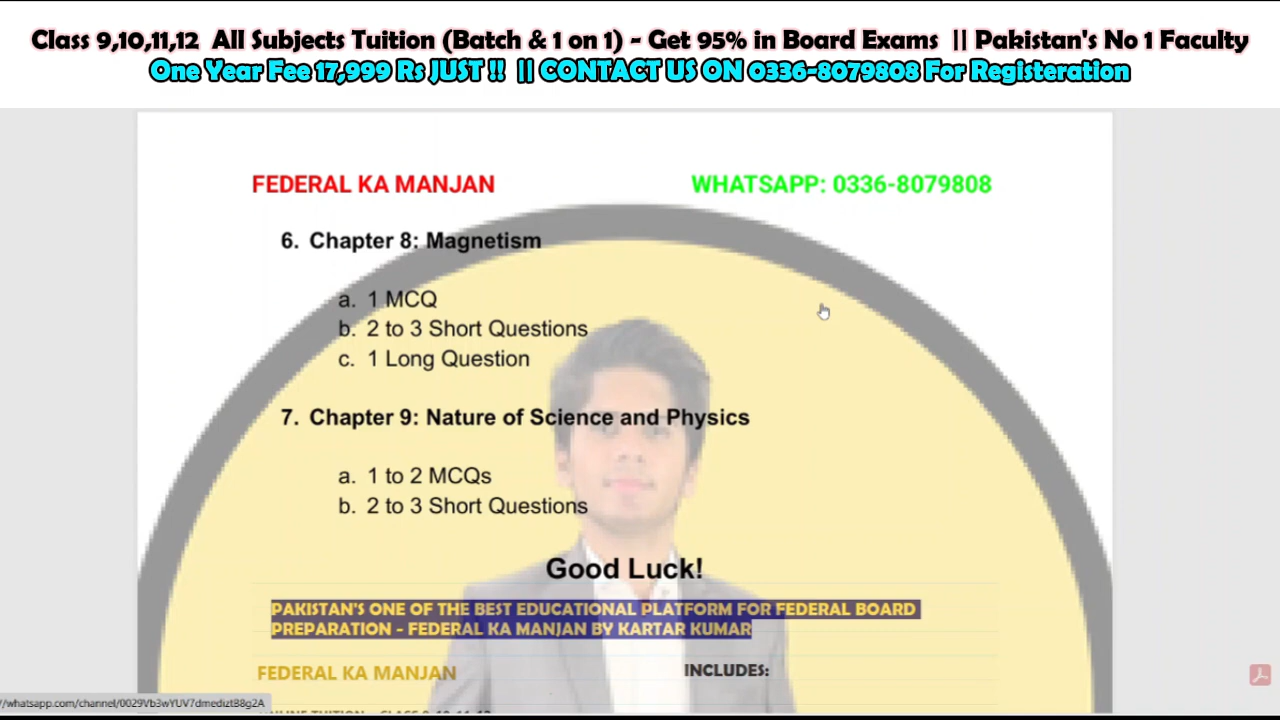 Class 9,10,11,12 All Subjects Tuition (Batch & 1 on 1) - Get 95% in Board Exams || Pakistan's No 1 Faculty
One Year Fee 17,999 Rs JUST !! || CONTACT US ON 0336-8079808 For Registeration
FEDERAL KA MANJAN WHATSAPP: 0336-8079808
6. Chapter 8: Magnetism
a. 1 MCQ
b. 2 to 3 Short Questions
c. 1 Long Question
7. Chapter 9: Nature of Science and Physics
a. 1 to 2 MCQs
b. 2 to 3 Short Questions
Good Luck!
PAKISTAN'S ONE OF THE BEST EDUCATIONAL PLATFORM FOR FEDERAL BOARD
PREPARATION - FEDERAL KA MANJAN BY KARTAR KUMAR
FEDERAL KA MANJAN INCLUDES:
/whatsapp.com/channel/0029Vb3wYUV7dmediztB8g2A